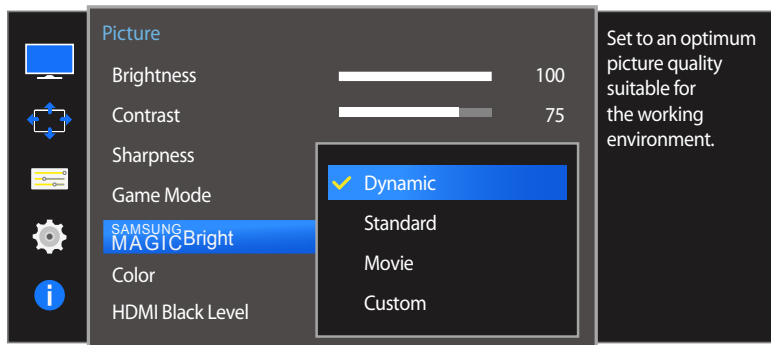 Picture
Brightness 100
Contrast 75
Sharpness
Game Mode
SAMSUNG
MAGICBright
Color
HDMI Black Level
Dynamic
Standard
Movie
Custom
Set to an optimum
picture quality
suitable for
the working
environment.